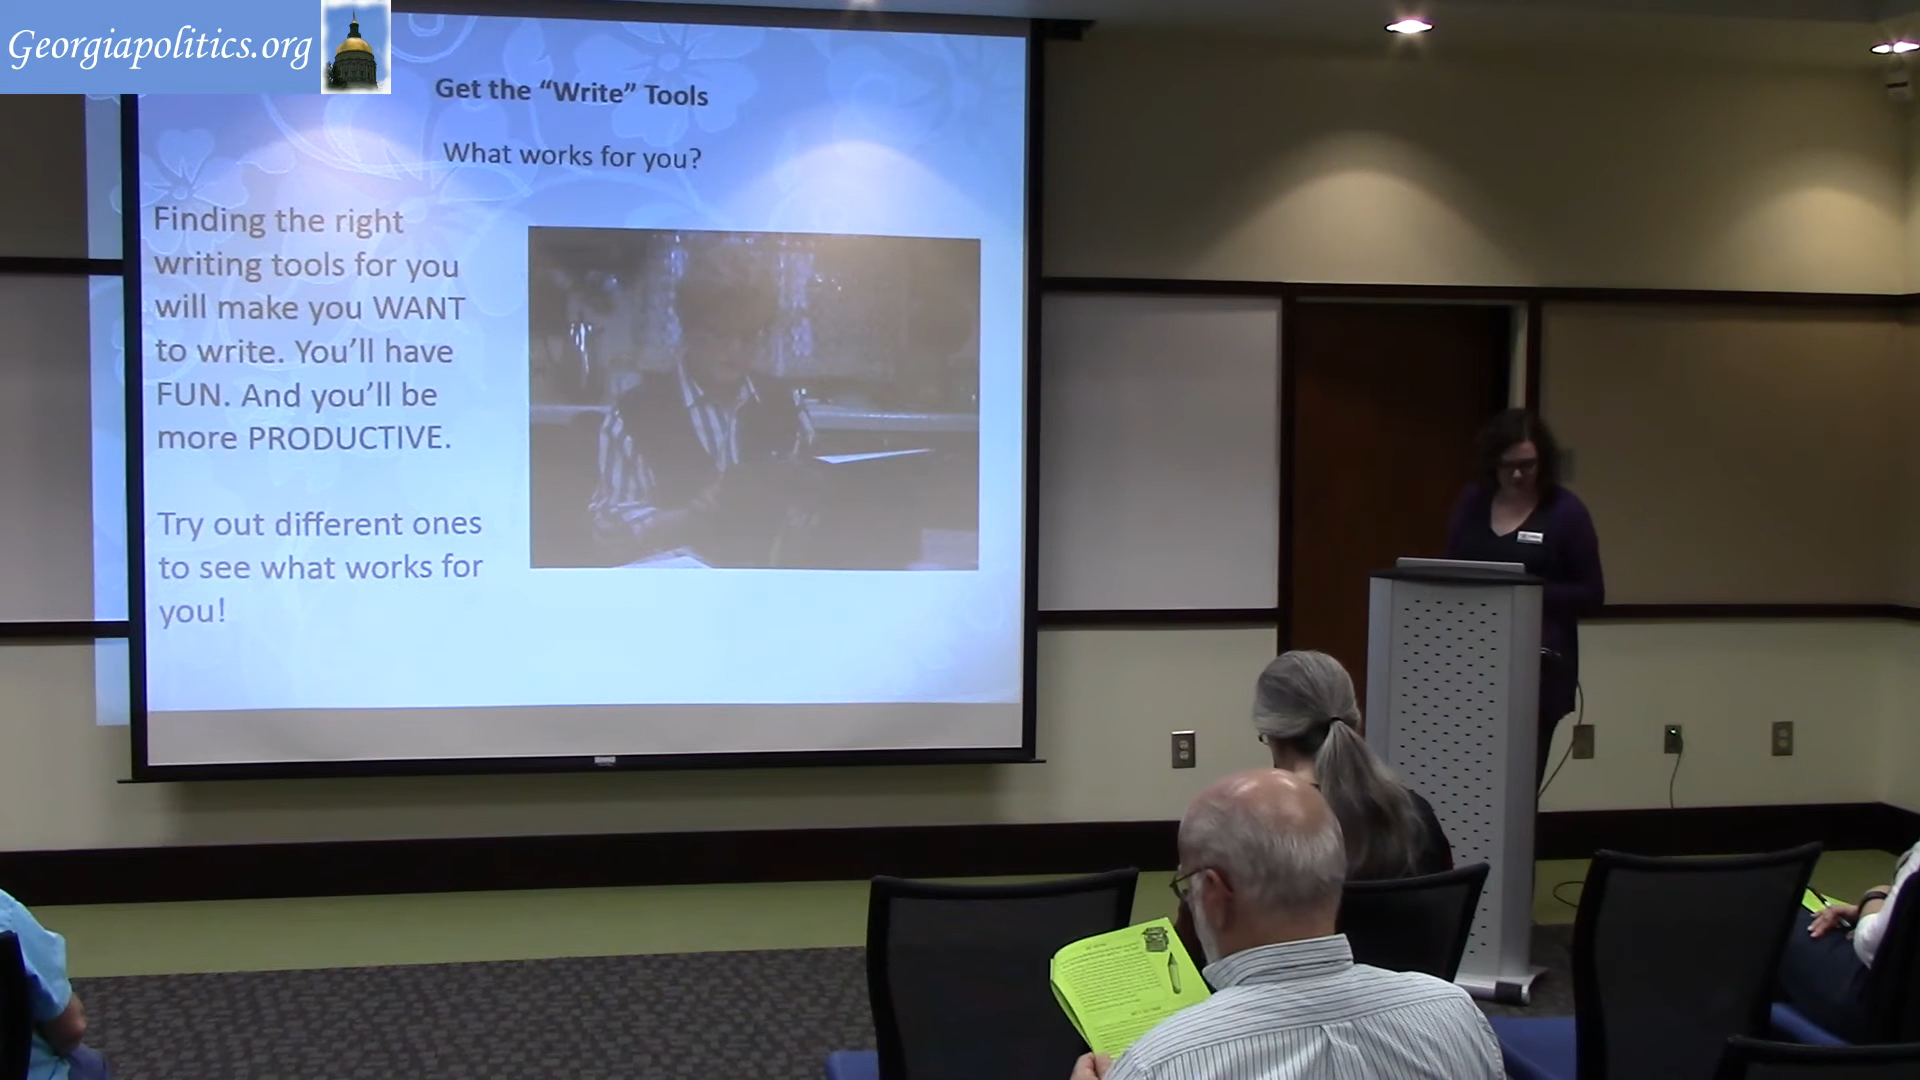 Georgiapolitics.org
Get the “Write” Tools
What works for you?
Finding the right
writing tools for you
will make you WANT
to write. You’ll have
FUN. And you’ll be
more PRODUCTIVE.
Try out different ones
to see what works for
you!